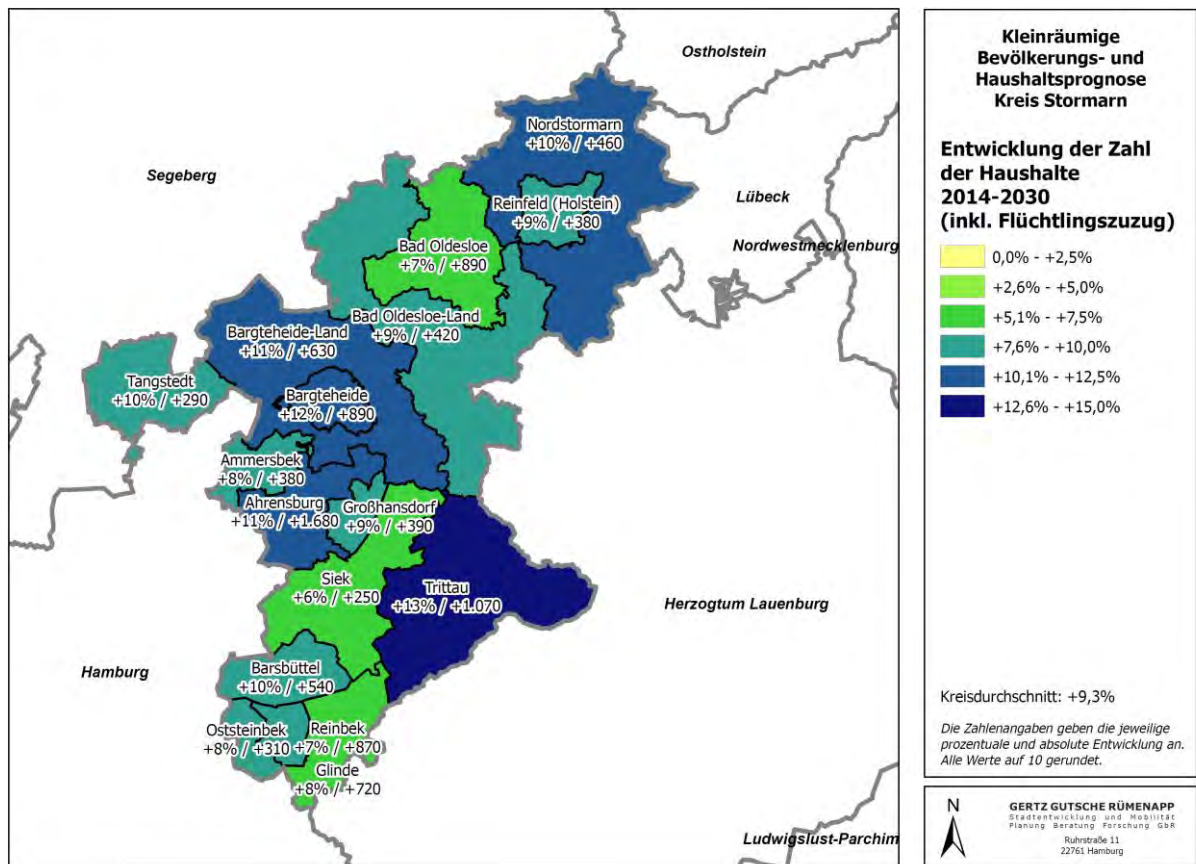 Ostholstein
Nordstormarn
+10% / +460
Segeberg
Lübeck
Reinfeld (Holstein)
+9% / +380
Nordwestmecklenburg
Bad Oldesloe
+7% / +890
Bad Oldesloe-Land
+9% / +420
Bargteheide-Land
+11% / +630
Tangstedt
+10% / +290
Bargteheide
+12% / +890
Ammersbek
+8% / +380
Ahrensburg
+11% / +1.680
Großhansdorf
+9% / +390
Siek
+6% / +250
Trittau
+13% / +1.070
Herzogtum Lauenburg
Hamburg
Barsbüttel
+10% / +540
Oststeinbek
+8% / +310
Reinbek
+7% / +870
Glinde
+8% / +720
Ludwigslust-Parchim
Kleinräumige
Bevölkerungs- und
Haushaltsprognose
Kreis Stormarn
Entwicklung der Zahl
der Haushalte
2014-2030
(inkl. Flüchtlingszuzug)
0,0% - +2,5%
+2,6% - +5,0%
+5,1% - +7,5%
+7,6% - +10,0%
+10,1% - +12,5%
+12,6% - +15,0%
Kreisdurchschnitt: +9,3%
Die Zahlenangaben geben die jeweilige
prozentuale und absolute Entwicklung an.
Alle Werte auf 10 gerundet.
N
GERTZ GUTSCHE RÜMENAPP
Stadtentwicklung und Mobilität
Planung Beratung Forschung GbR
Ruhrstraße 11
22761 Hamburg